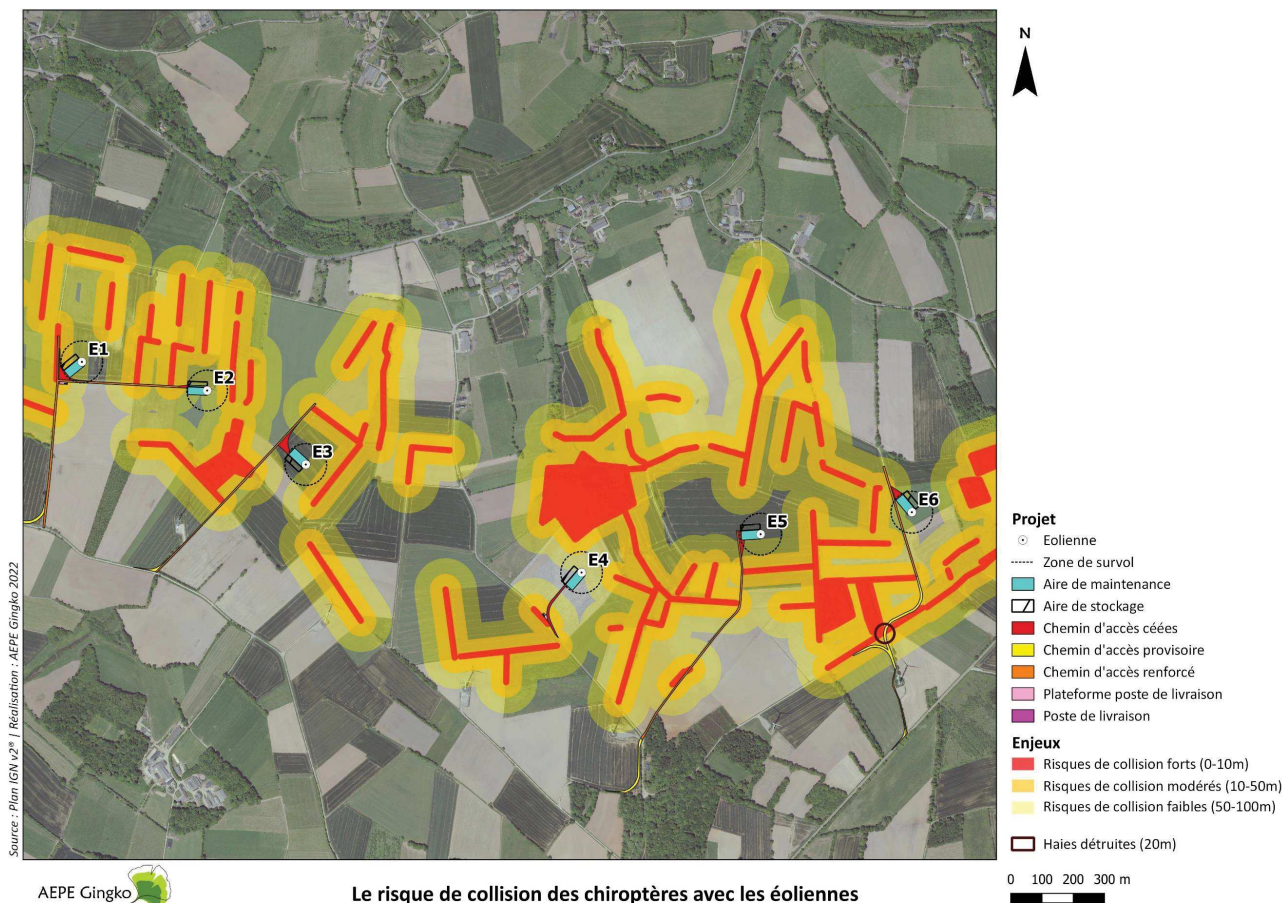 N
E1
E2
E3
E4
E5
E6
Projet
Eolienne
Zone de survol
Aire de maintenance
Aire de stockage
Chemin d'accès céées
Chemin d'accès provisoire
Chemin d'accès renforcé
Plateforme poste de livraison
Poste de livraison
Enjeux
Risques de collision forts (0-10m)
Risques de collision modérés (10-50m)
Risques de collision faibles (50-100m)
Haies détruites (20m)
0 100 200 300 m
Source : Plan IGN v2® | Réalisation : AEPE Gingko 2022
AEPE Gingko
Le risque de collision des chiroptères avec les éoliennes